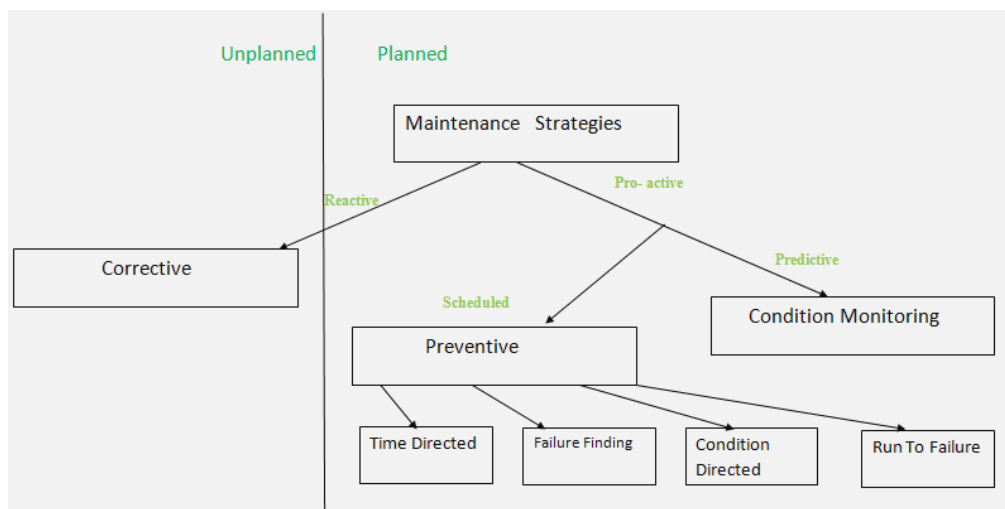 Unplanned
Planned
Maintenance Strategies
Reactive
Pro- active
Corrective
Predictive
Scheduled
Condition Monitoring
Preventive
Time Directed
Failure Finding
Condition
Directed
Run To Failure